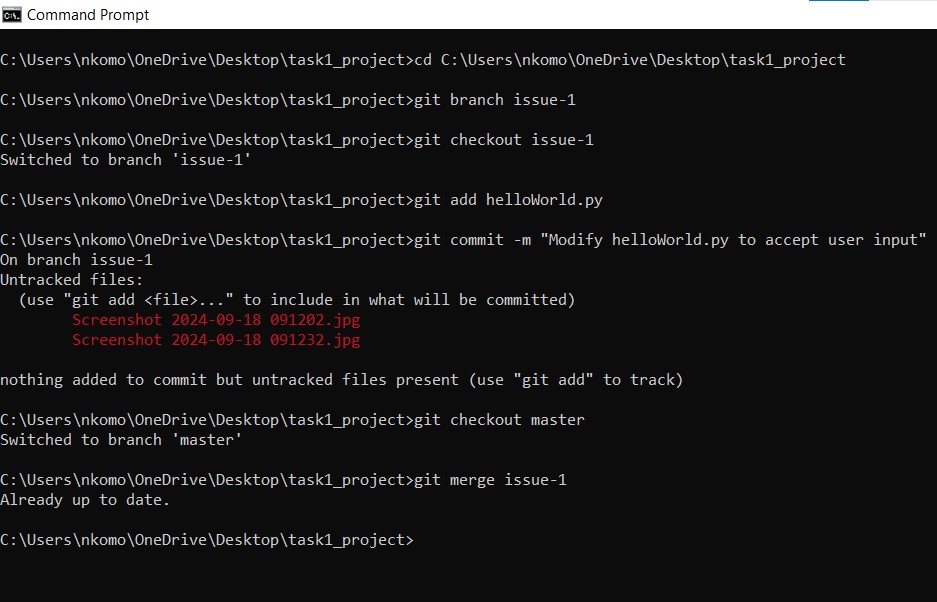 Command Prompt
C:\Users\nkomo\OneDrive\Desktop\task1_project>cd C:\Users\nkomo\OneDrive\Desktop\task1_project
C:\Users\nkomo\OneDrive\Desktop\task1_project>git branch issue-1
C:\Users\nkomo\OneDrive\Desktop\task1_project>git checkout issue-1
Switched to branch 'issue-1'
C:\Users\nkomo\OneDrive\Desktop\task1_project>git add helloWorld.py
C:\Users\nkomo\OneDrive\Desktop\task1_project>git commit -m "Modify helloWorld.py to accept user input"
On branch issue-1
Untracked files:
  (use "git add <file>..." to include in what will be committed)
        Screenshot 2024-09-18 091202.jpg
        Screenshot 2024-09-18 091232.jpg
nothing added to commit but untracked files present (use "git add" to track)
C:\Users\nkomo\OneDrive\Desktop\task1_project>git checkout master
Switched to branch 'master'
C:\Users\nkomo\OneDrive\Desktop\task1_project>git merge issue-1
Already up to date.
C:\Users\nkomo\OneDrive\Desktop\task1_project>